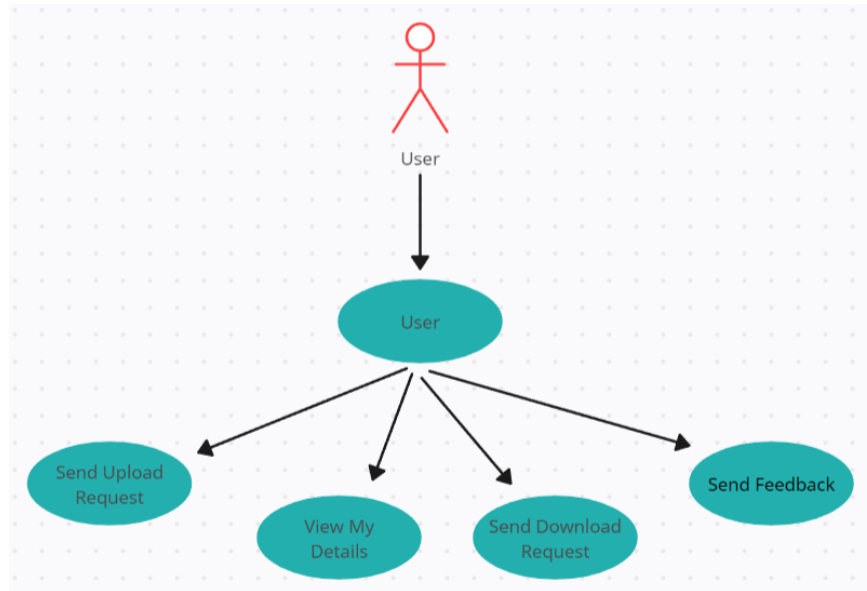 User
User
Send Upload
Request
View My
Details
Send Download
Request
Send Feedback